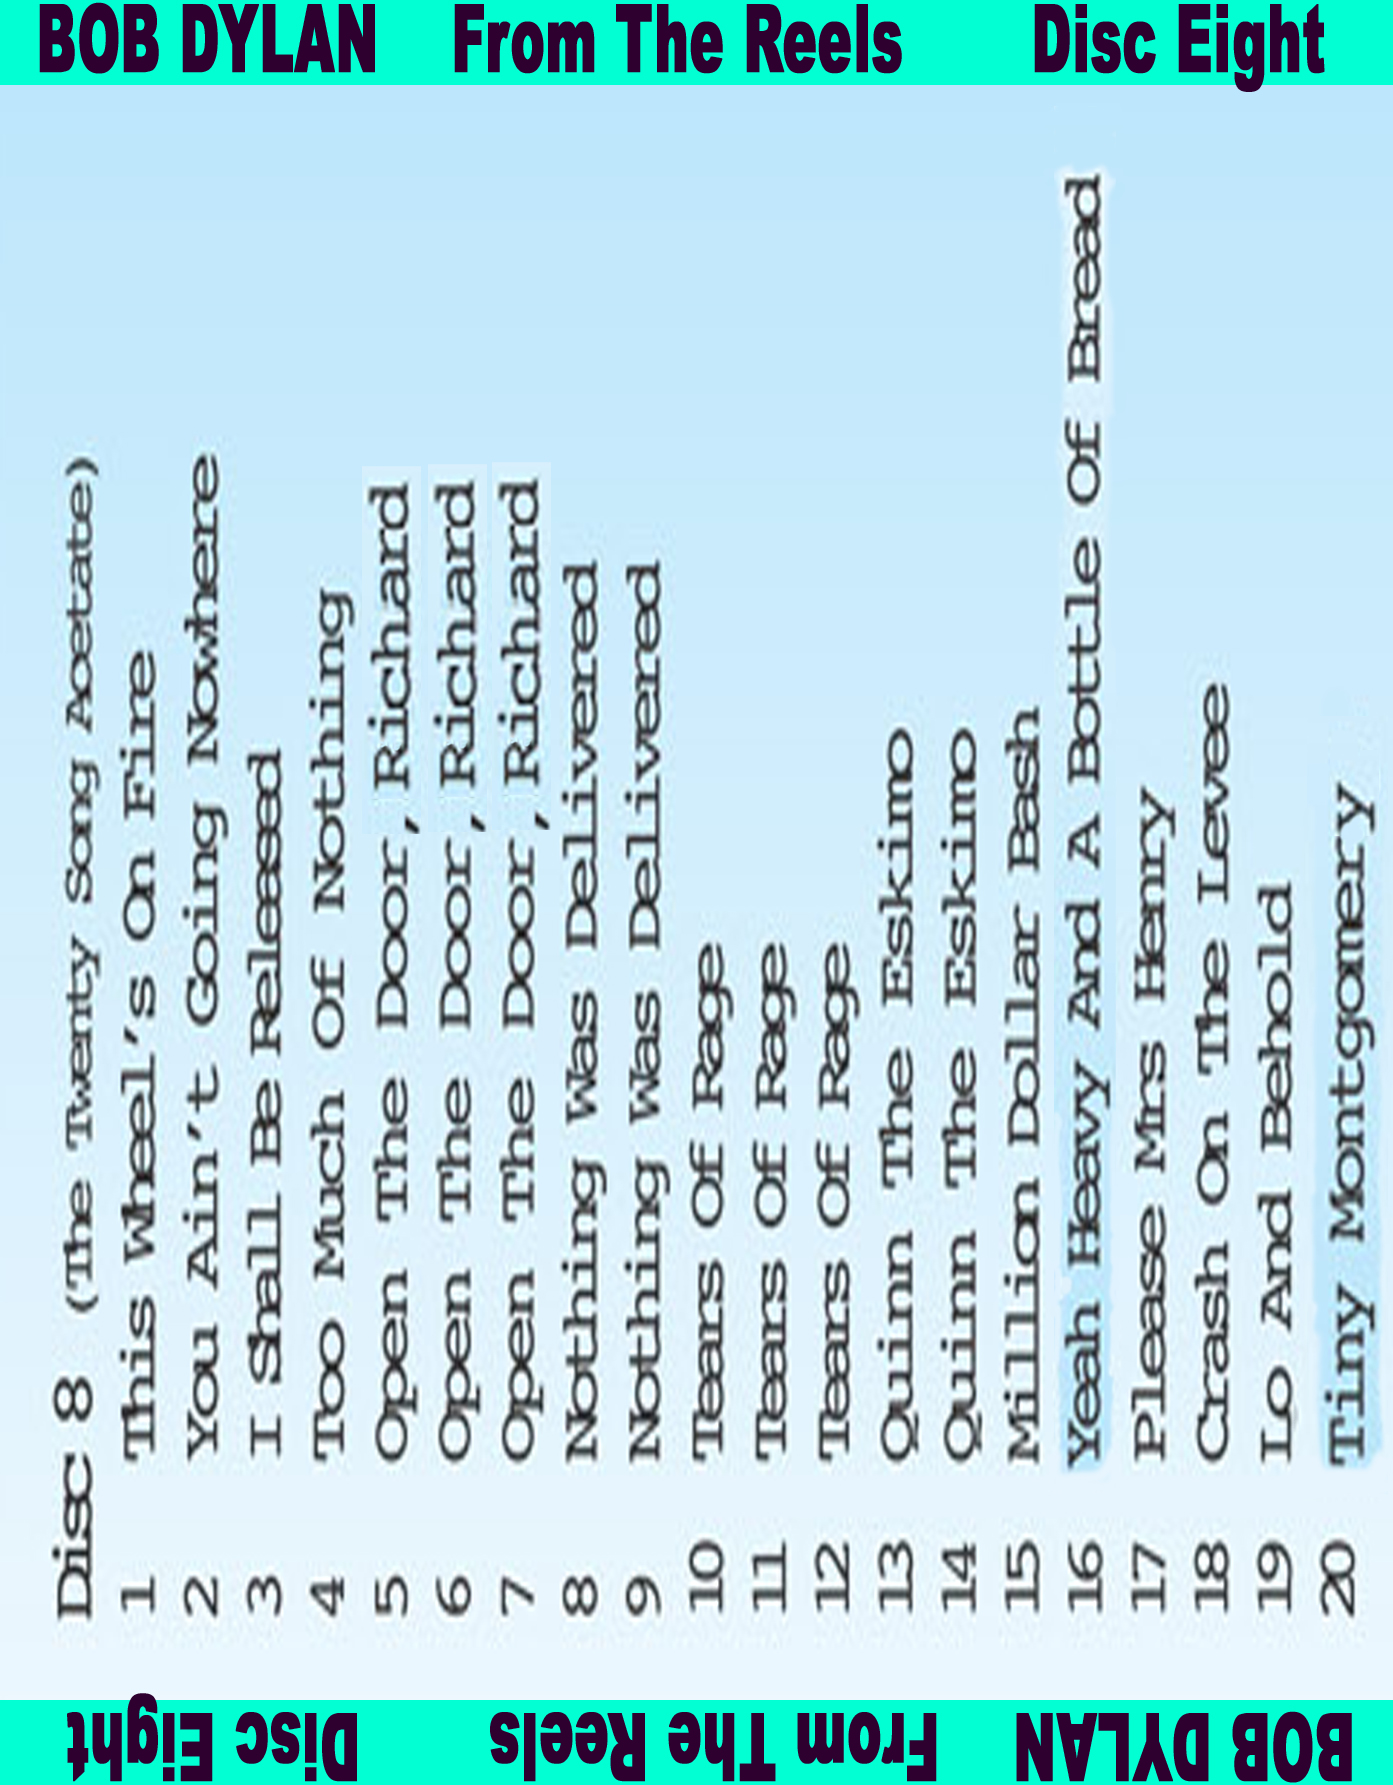 BOB DYLAN From The Reels Disc Eight
Disc 8 (The Twenty Song Acetate)
1 This Wheel's On Fire
2 You Ain't Going Nowhere
3 I Shall Be Released
4 Too Much Of Nothing
5 Open The Door, Richard
6 Open The Door, Richard
7 Open The Door, Richard
8 Nothing Was Delivered
9 Nothing Was Delivered
10 Tears Of Rage
11 Tears Of Rage
12 Tears Of Rage
13 Quinn The Eskimo
14 Quinn The Eskimo
15 Million Dollar Bash
16 Yeah Heavy And A Bottle Of Bread
17 Please Mrs Henry
18 Crash On The Levee
19 Lo And Behold
20 Tiny Montgomery
BOB DYLAN From The Reels Disc Eight